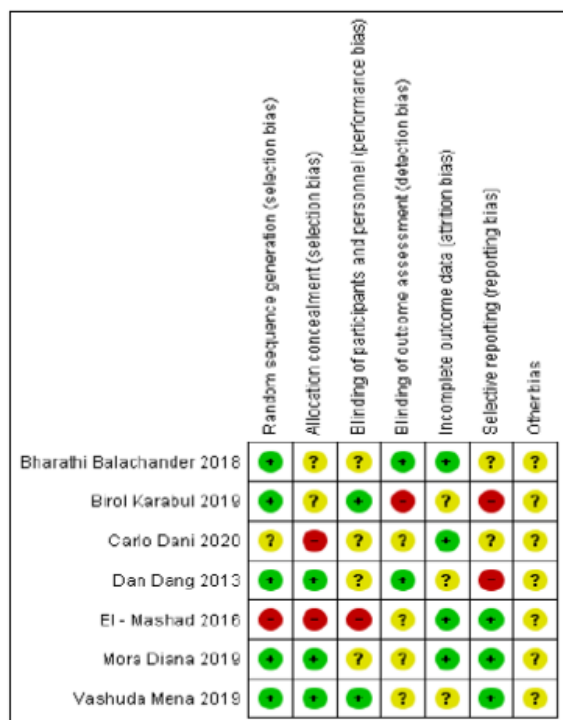 Random sequence generation (selection bias)
Allocation concealment (selection bias)
Blinding of participants and personnel (performance bias)
Blinding of outcome assessment (detection bias)
Incomplete outcome data (attrition bias)
Selective reporting (reporting bias)
Other bias
Bharathi Balachander 2018 + ? ? + + ? ?
Birol Karabul 2019 + ? + - ? - ?
Carlo Dani 2020 ? - ? ? + ? ?
Dan Dang 2013 + + ? + ? - ?
El - Mashad 2016 - - - ? + + ?
Mora Diana 2019 + + ? ? + + ?
Vashuda Mena 2019 + + + ? ? + ?